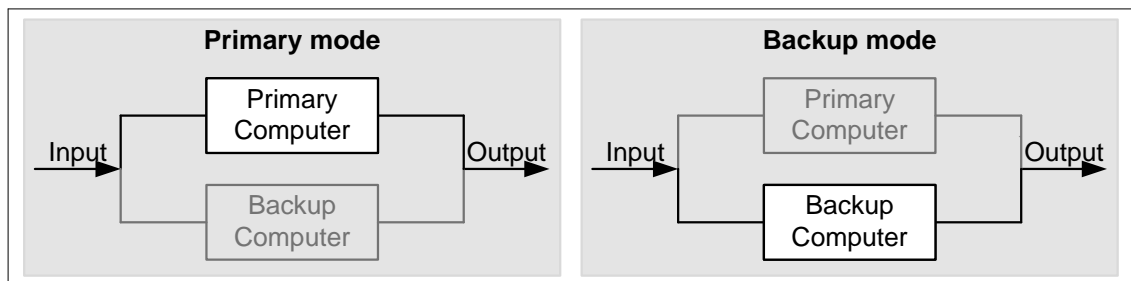 Primary mode
Primary
Computer
Input
Output
Backup
Computer
Backup mode
Primary
Computer
Input
Output
Backup
Computer